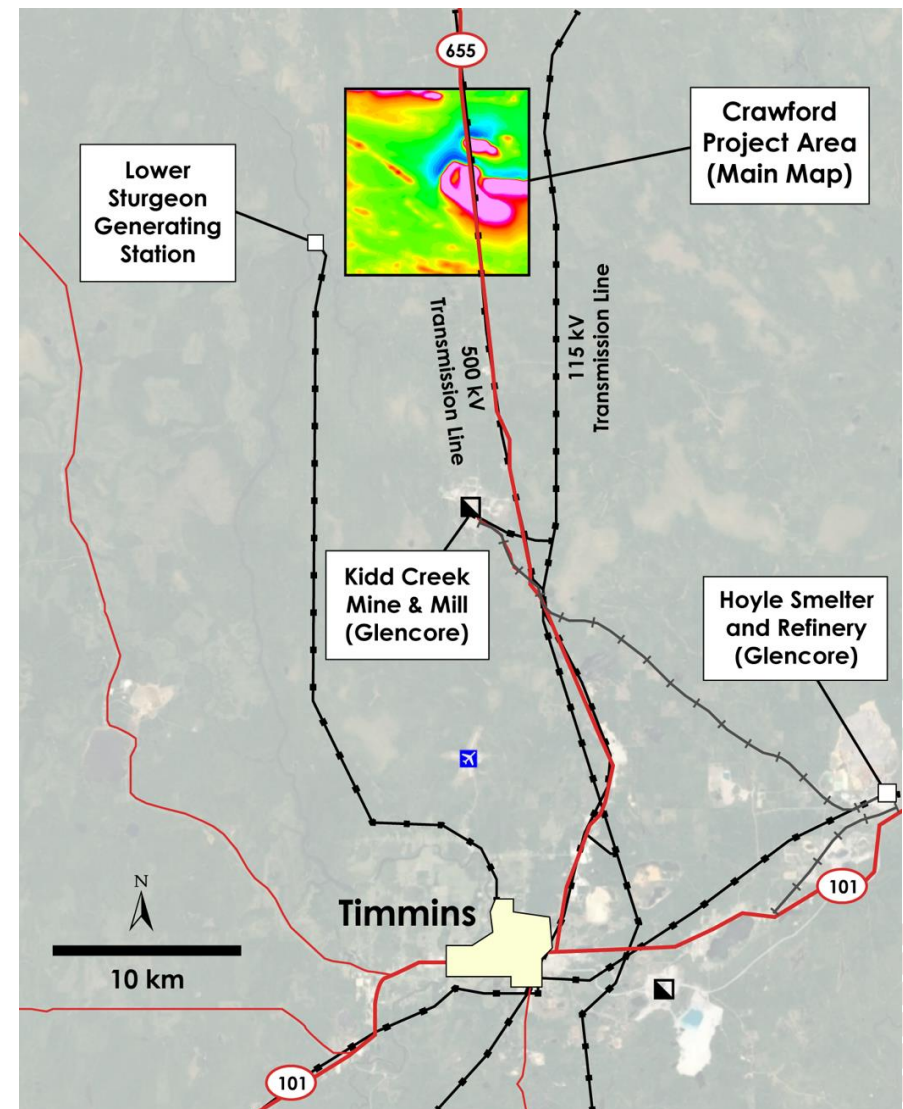 655
Crawford
Project Area
(Main Map)
Lower
Sturgeon
Generating
Station
500 kV
Transmission Line
115 kV
Transmission Line
Kidd Creek
Mine & Mill
(Glencore)
Hoyle Smelter
and Refinery
(Glencore)
N
Timmins
10 km
101
101